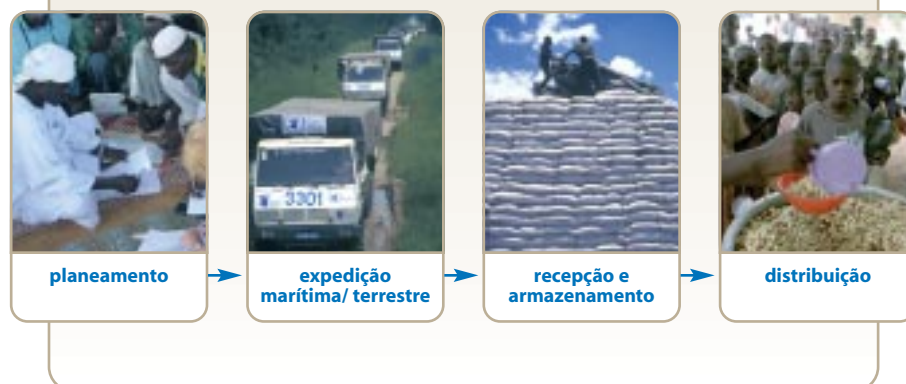 3301
planeamento
expedição
marítima/ terrestre
recepção e
armazenamento
distribuição